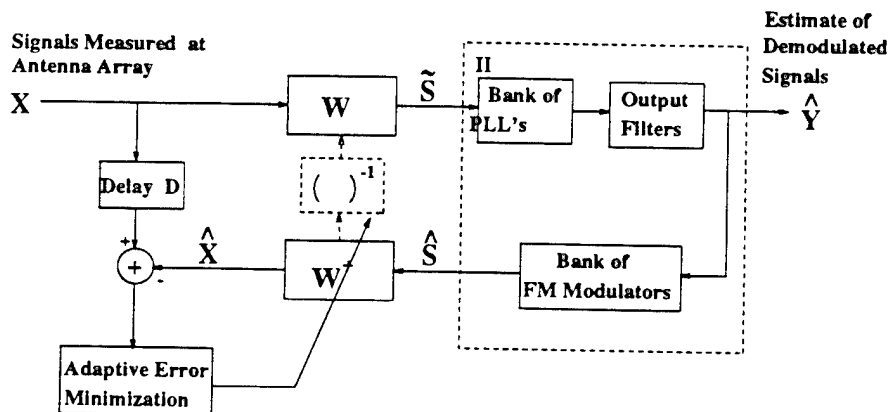 Signals Measured at
Antenna Array
Estimate of
Demodulated
Signals
X
W
S̃
II
Bank of
PLL's
Output
Filters
Ŷ
Delay D
( )⁻¹
+
+
-
X̂
W⁺
Ŝ
Bank of
FM Modulators
Adaptive Error
Minimization